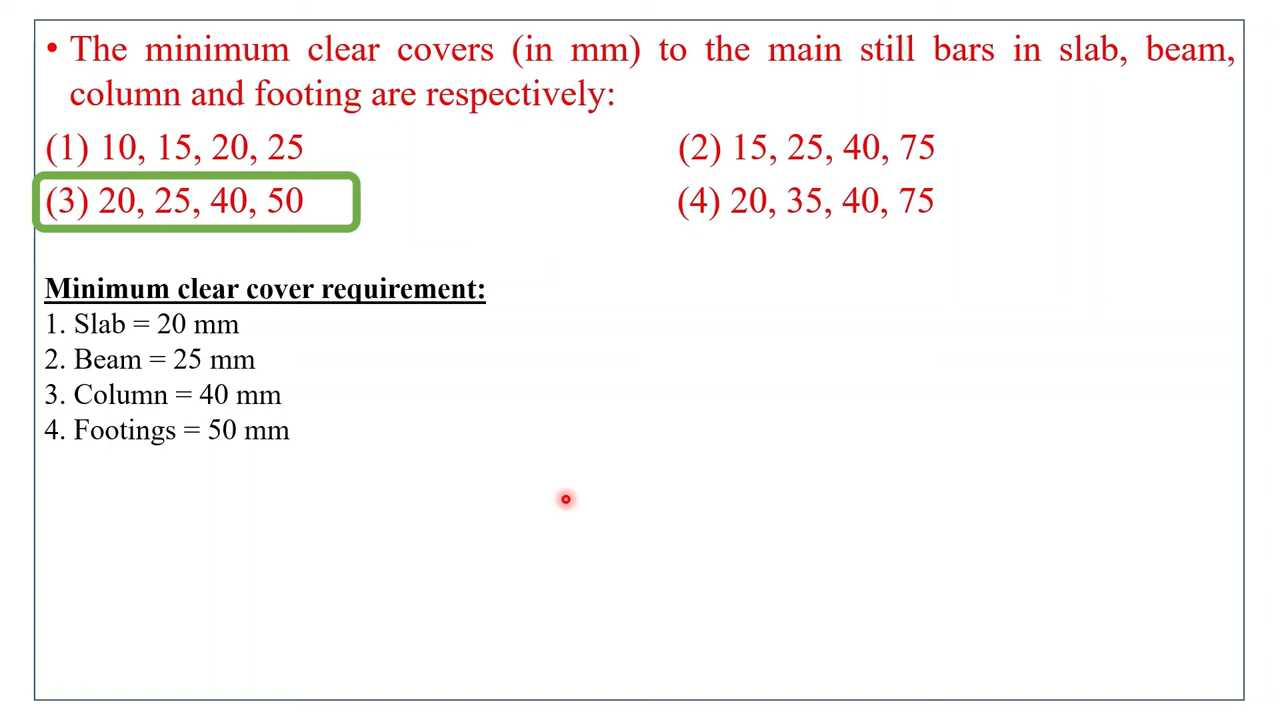 • The minimum clear covers (in mm) to the main still bars in slab, beam,
column and footing are respectively:
(1) 10, 15, 20, 25 (2) 15, 25, 40, 75
(3) 20, 25, 40, 50 (4) 20, 35, 40, 75
Minimum clear cover requirement:
1. Slab = 20 mm
2. Beam = 25 mm
3. Column = 40 mm
4. Footings = 50 mm